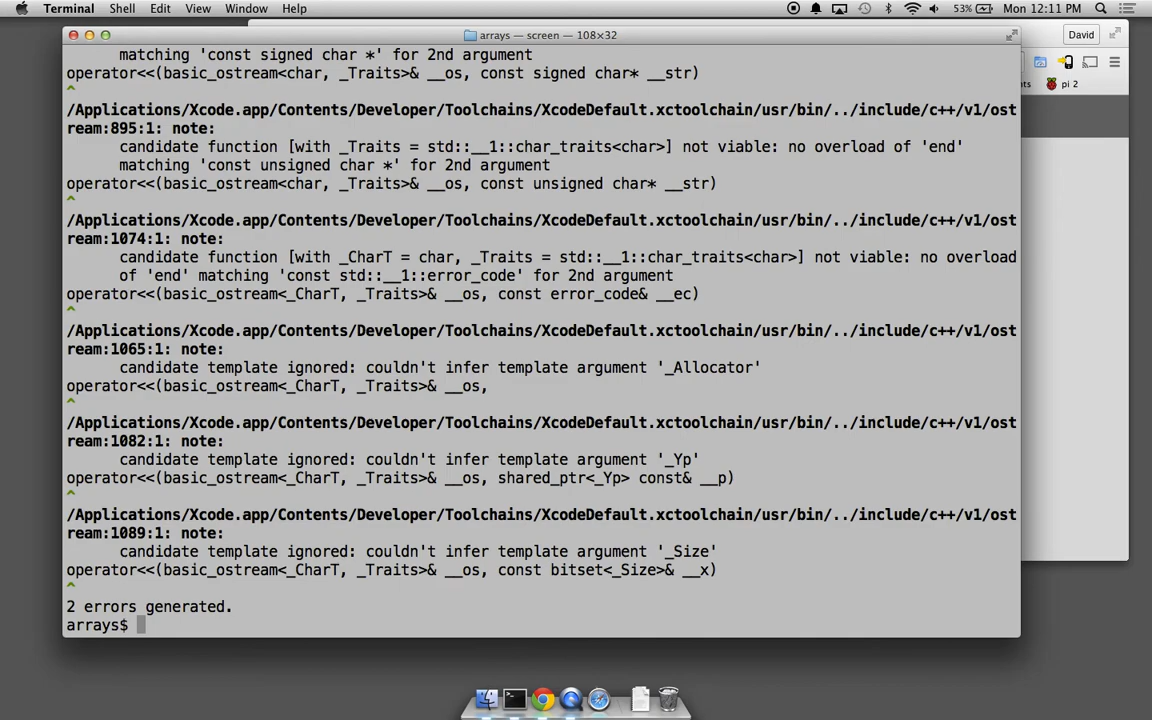 Terminal Shell Edit View Window Help 53% Mon 12:11 PM
arrays — screen — 108×32
David
matching 'const signed char *' for 2nd argument
operator<<(basic_ostream<char, _Traits>& __os, const signed char* __str)
^
/Applications/Xcode.app/Contents/Developer/Toolchains/XcodeDefault.xctoolchain/usr/bin/../include/c++/v1/ost
ream:895:1: note:
candidate function [with _Traits = std::__1::char_traits<char>] not viable: no overload of 'end'
matching 'const unsigned char *' for 2nd argument
operator<<(basic_ostream<char, _Traits>& __os, const unsigned char* __str)
^
/Applications/Xcode.app/Contents/Developer/Toolchains/XcodeDefault.xctoolchain/usr/bin/../include/c++/v1/ost
ream:1074:1: note:
candidate function [with _CharT = char, _Traits = std::__1::char_traits<char>] not viable: no overload
of 'end' matching 'const std::__1::error_code' for 2nd argument
operator<<(basic_ostream<_CharT, _Traits>& __os, const error_code& __ec)
^
/Applications/Xcode.app/Contents/Developer/Toolchains/XcodeDefault.xctoolchain/usr/bin/../include/c++/v1/ost
ream:1065:1: note:
candidate template ignored: couldn't infer template argument '_Allocator'
operator<<(basic_ostream<_CharT, _Traits>& __os,
^
/Applications/Xcode.app/Contents/Developer/Toolchains/XcodeDefault.xctoolchain/usr/bin/../include/c++/v1/ost
ream:1082:1: note:
candidate template ignored: couldn't infer template argument '_Yp'
operator<<(basic_ostream<_CharT, _Traits>& __os, shared_ptr<_Yp> const& __p)
^
/Applications/Xcode.app/Contents/Developer/Toolchains/XcodeDefault.xctoolchain/usr/bin/../include/c++/v1/ost
ream:1089:1: note:
candidate template ignored: couldn't infer template argument '_Size'
operator<<(basic_ostream<_CharT, _Traits>& __os, const bitset<_Size>& __x)
^
2 errors generated.
arrays$
nts pi 2